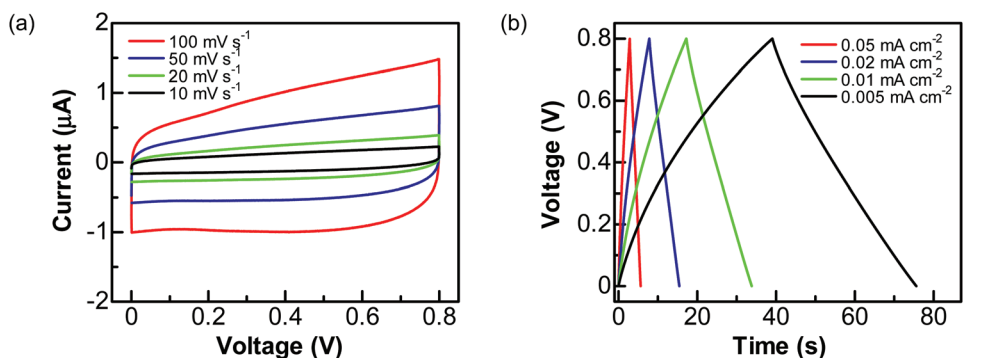 (a)
2
1
0
-1
-2
Current (μA)
100 mV s⁻¹
50 mV s⁻¹
20 mV s⁻¹
10 mV s⁻¹
0
0.2
0.4
0.6
0.8
Voltage (V)
(b)
0.8
0.6
0.4
0.2
0
Voltage (V)
0.05 mA cm⁻²
0.02 mA cm⁻²
0.01 mA cm⁻²
0.005 mA cm⁻²
0
20
40
60
80
Time (s)